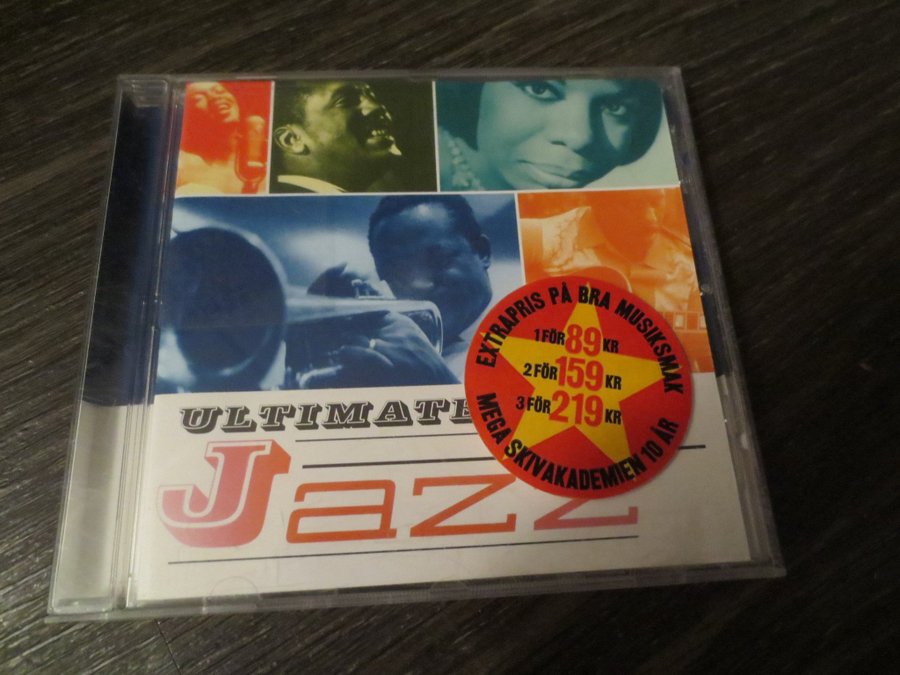 ULTIMATE
Jazz
EXTRAPRIS PÅ BRA MUSIKSMAK
1 FÖR 89 KR
2 FÖR 159 KR
3 FÖR 219 KR
MEGA SKIVAKADEMIEN 10 ÅR